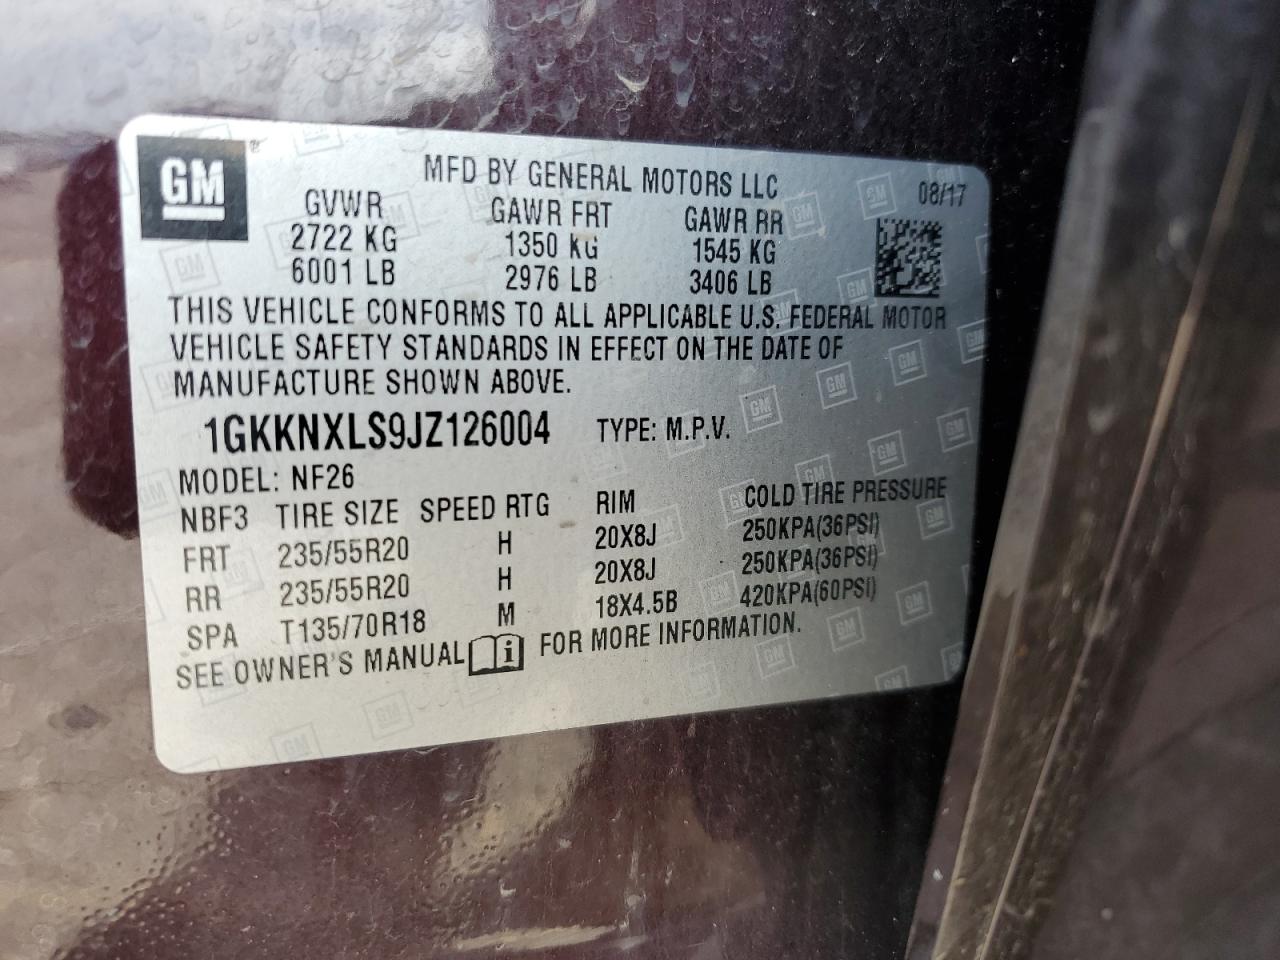 GM ®
MFD BY GENERAL MOTORS LLC 08/17
GVWR GAWR FRT GAWR RR
2722 KG 1350 KG 1545 KG
6001 LB 2976 LB 3406 LB
THIS VEHICLE CONFORMS TO ALL APPLICABLE U.S. FEDERAL MOTOR
VEHICLE SAFETY STANDARDS IN EFFECT ON THE DATE OF
MANUFACTURE SHOWN ABOVE.
1GKKNXLS9JZ126004 TYPE: M.P.V.
MODEL: NF26
NBF3 TIRE SIZE SPEED RTG RIM COLD TIRE PRESSURE
FRT 235/55R20 H 20X8J 250KPA(36PSI)
RR 235/55R20 H 20X8J 250KPA(36PSI)
SPA T135/70R18 M 18X4.5B 420KPA(60PSI)
SEE OWNER'S MANUAL i FOR MORE INFORMATION.